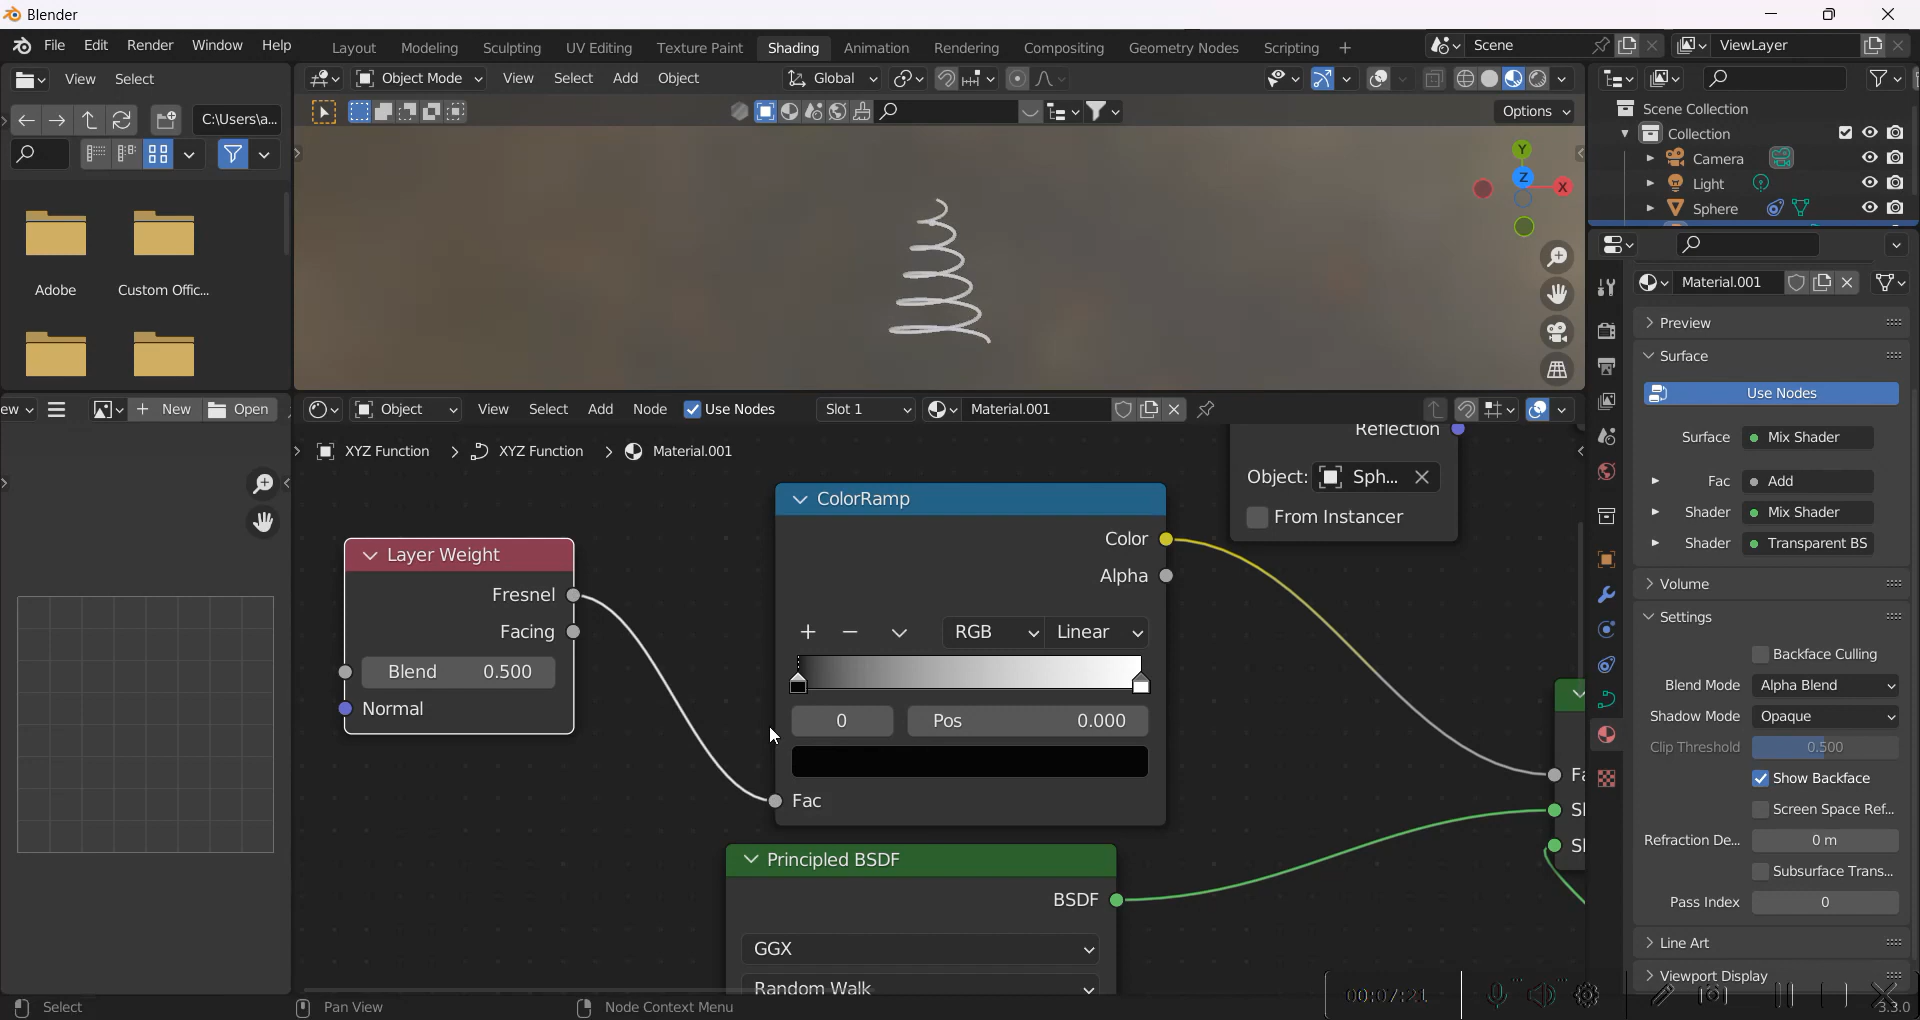 Blender
File Edit Render Window Help
Layout Modeling Sculpting UV Editing Texture Paint Shading Animation Rendering Compositing Geometry Nodes Scripting +
Scene
ViewLayer
View Select
Object Mode View Select Add Object
Global
C:\Users\a...
Options
Y
Z
X
Adobe
Custom Offic...
Scene Collection
Collection
Camera
Light
Sphere
Material.001
Preview
Surface
Use Nodes
Surface Mix Shader
Fac Add
Shader Mix Shader
Shader Transparent BS
Volume
Settings
Backface Culling
Blend Mode Alpha Blend
Shadow Mode Opaque
Clip Threshold 0.500
Show Backface
Screen Space Ref...
Refraction De... 0 m
Subsurface Trans...
Pass Index 0
Line Art
Viewport Display
3.3.0
ew
New
Open
Object View Select Add Node Use Nodes
Slot 1
Material.001
XYZ Function > XYZ Function > Material.001
Reflection
Object: Sph...
From Instancer
Layer Weight
Fresnel
Facing
Blend 0.500
Normal
ColorRamp
Color
Alpha
RGB Linear
0
Pos 0.000
Fac
Principled BSDF
BSDF
GGX
Random Walk
Fa
Sl
Sl
Select
Pan View
Node Context Menu
00:07:21